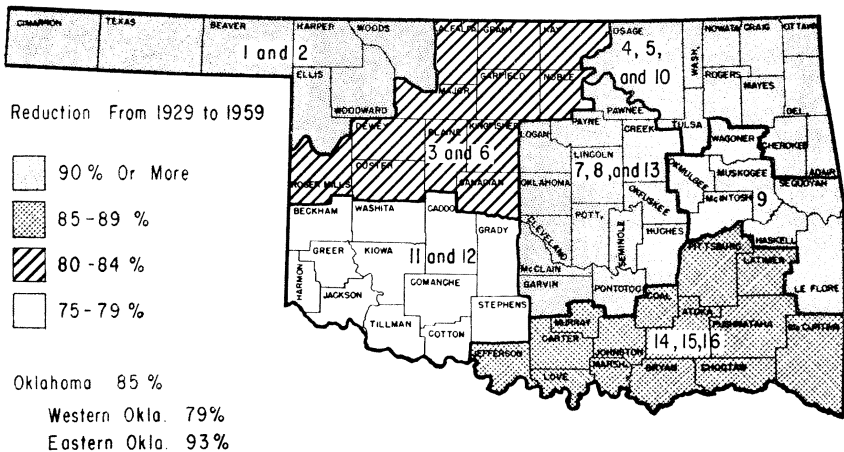 CIMARRON
TEXAS
BEAVER
HARPER
WOODS
ALFALFA
GRANT
KAY
OSAGE
NOWATA
CRAIG
OTTAWA
1 and 2
4, 5,
and 10
WASH.
ROGERS
MAYES
DEL.
ELLIS
WOODWARD
MAJOR
GARFIELD
NOBLE
PAWNEE
TULSA
WAGONER
CHEROKEE
ADAIR
Reduction From 1929 to 1959
90 % Or More
85-89 %
80-84 %
75-79 %
DEWEY
BLAINE
KINGFISHER
LOGAN
PAYNE
CREEK
3 and 6
LINCOLN
7, 8, and 13
OKMULGEE
MUSKOGEE
SEQUOYAH
ROGER MILLS
CUSTER
CANADIAN
OKLAHOMA
OKFUSKEE
McINTOSH
9
BECKHAM
WASHITA
CADDO
GRADY
CLEVELAND
POTT.
SEMINOLE
HUGHES
PITTSBURG
HASKELL
LATIMER
LE FLORE
GREER
KIOWA
11 and 12
McCLAIN
HARMON
JACKSON
COMANCHE
GARVIN
PONTOTOC
COAL
STEPHENS
TILLMAN
COTTON
MURRAY
CARTER
ATOKA
PUSHMATAHA
McCURTAIN
14, 15, 16
JEFFERSON
JOHNSTON
LOVE
MARSH.
BRYAN
CHOCTAW
Oklahoma 85 %
Western Okla. 79%
Eastern Okla. 93%